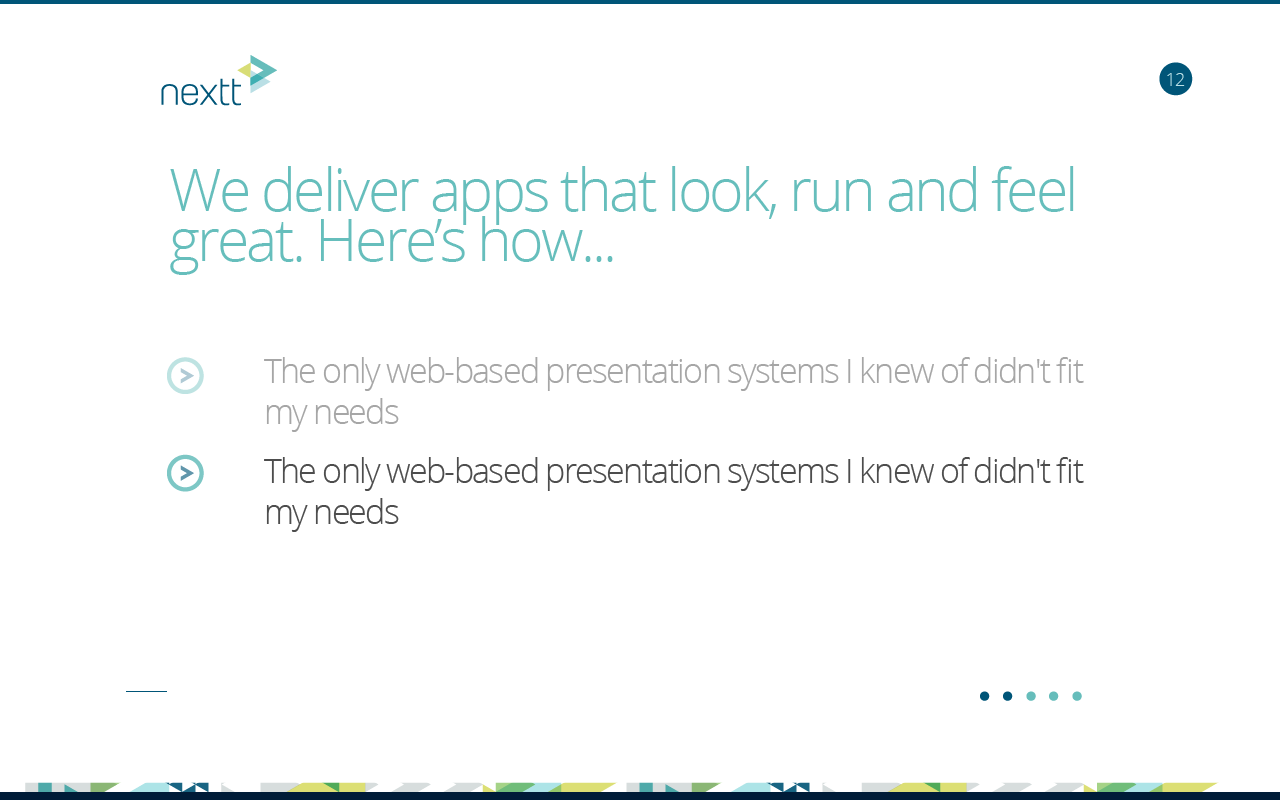 nextt
12
We deliver apps that look, run and feel
great. Here’s how...
The only web-based presentation systems I knew of didn't fit
my needs
The only web-based presentation systems I knew of didn't fit
my needs